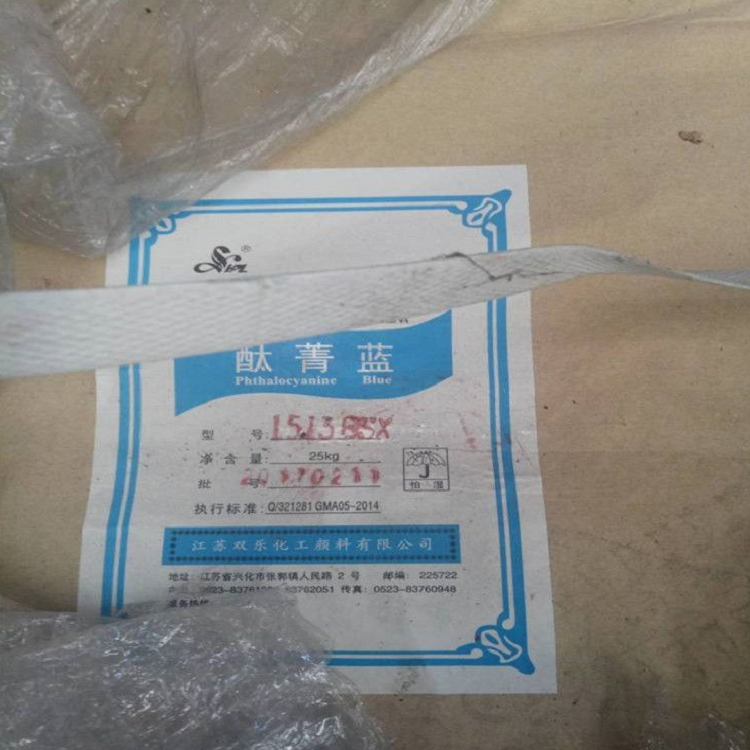 酞菁蓝
Phthalocyanine Blue
型 号
净 含 量 25kg
批 号 20170211
执行标准: Q/321281 GMA05-2014
怕 湿
江苏双乐化工颜料有限公司
地址: 江苏省兴化市张郭镇人民路 2 号 邮编: 225722
传真: 0523-83760948